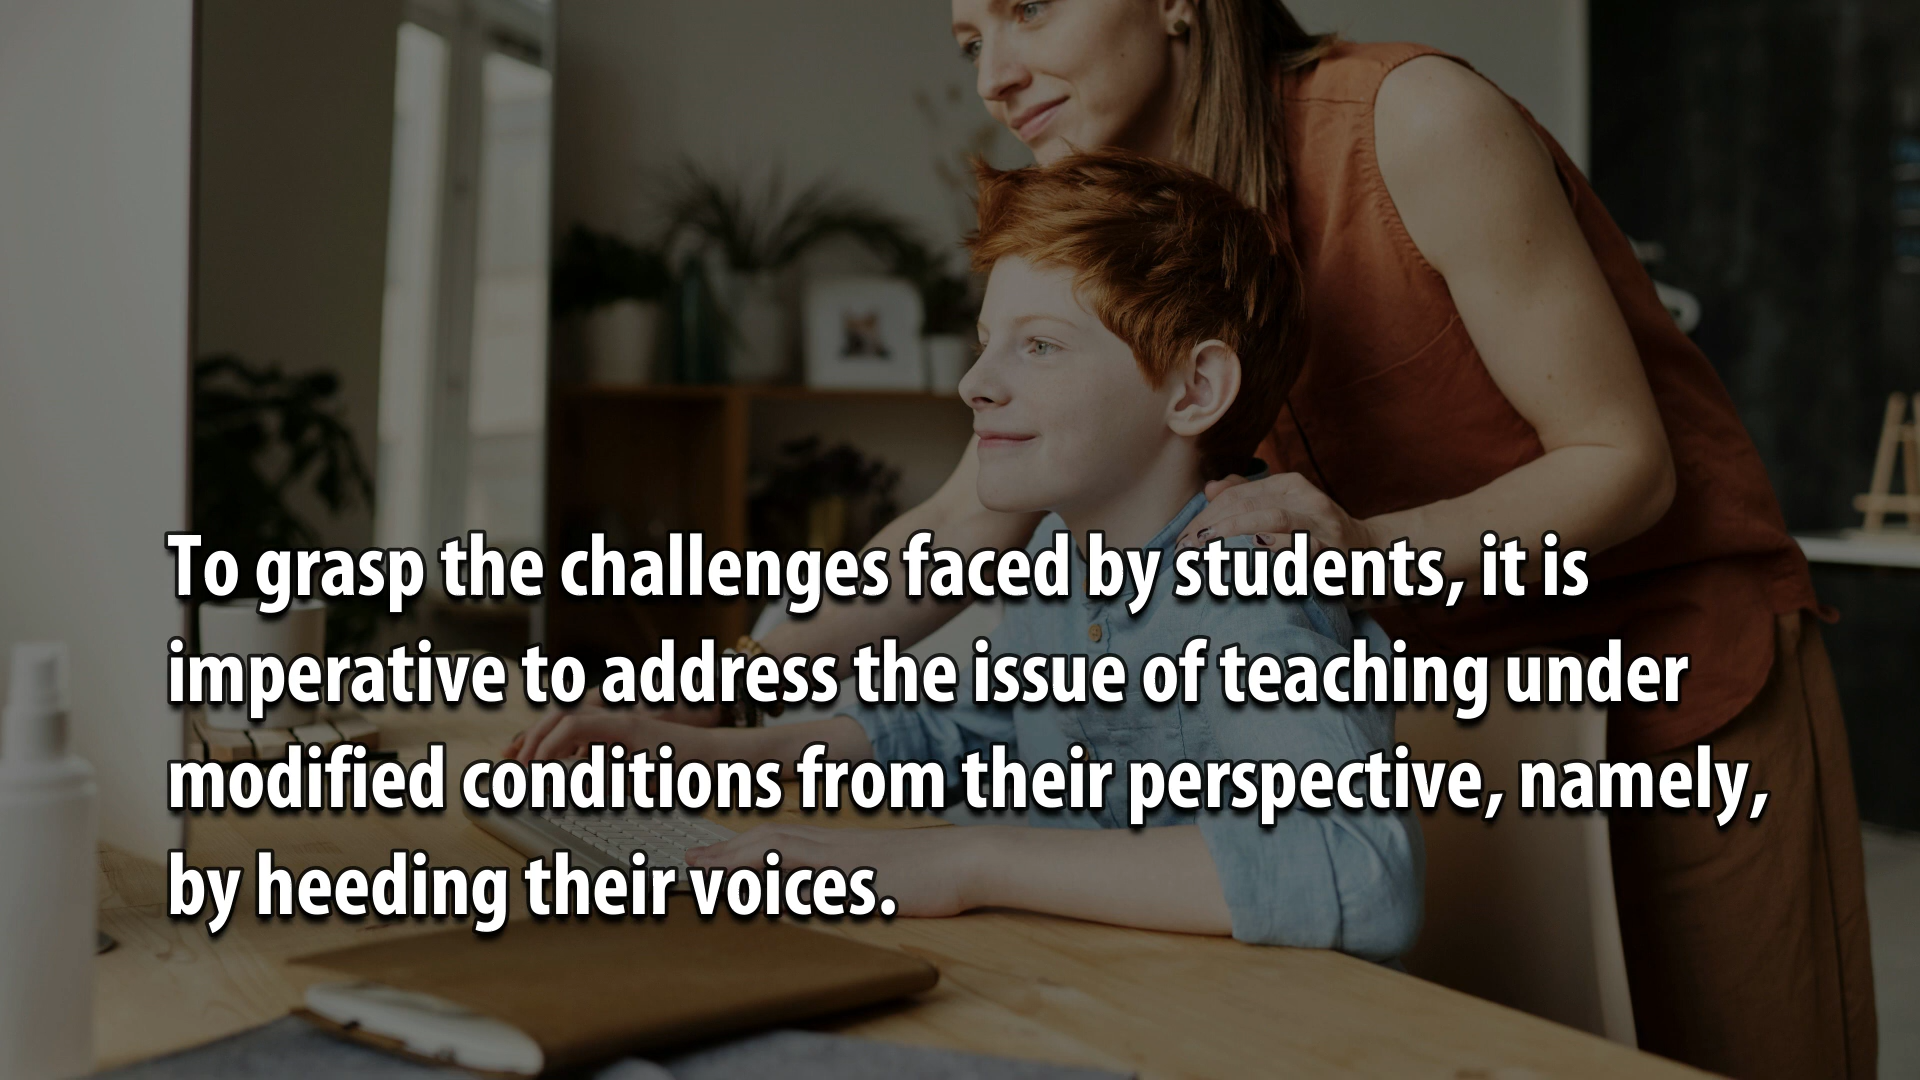 To grasp the challenges faced by students, it is
imperative to address the issue of teaching under
modified conditions from their perspective, namely,
by heeding their voices.